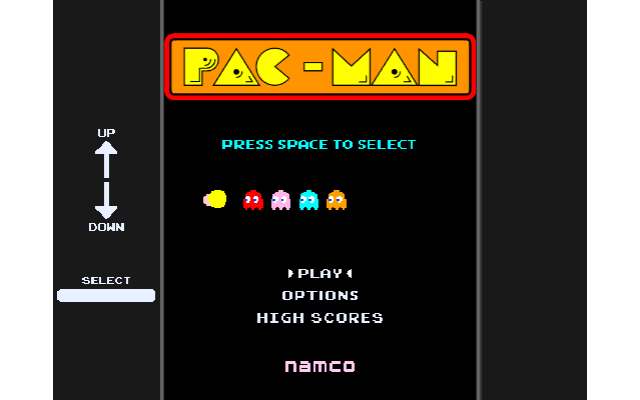 PAC-MAN
PRESS SPACE TO SELECT
UP
DOWN
SELECT
PLAY
OPTIONS
HIGH SCORES
namco